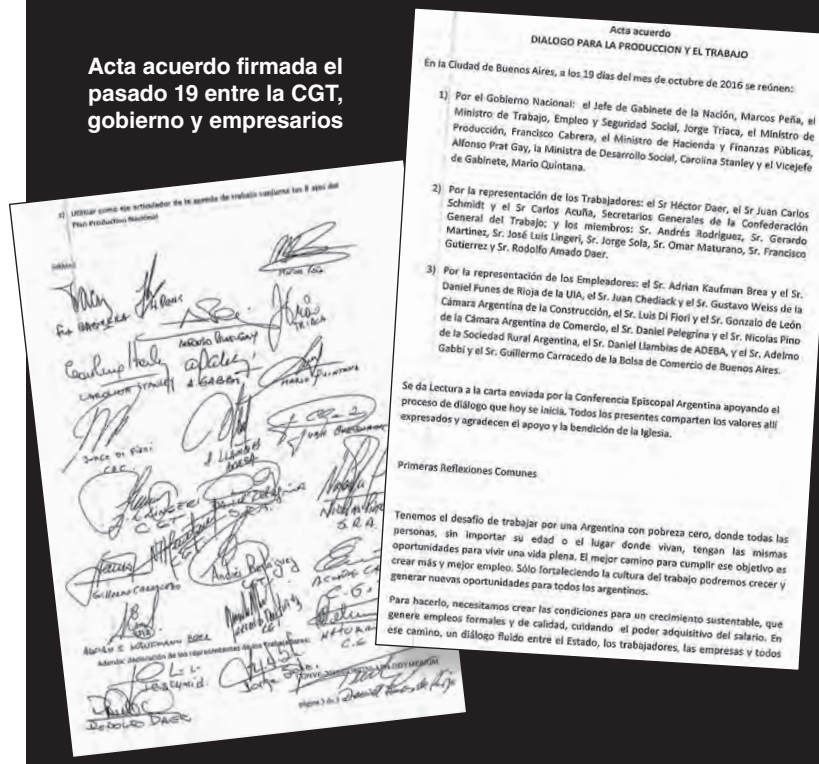 Acta acuerdo firmada el
pasado 19 entre la CGT,
gobierno y empresarios
Acta acuerdo
DIALOGO PARA LA PRODUCCION Y EL TRABAJO
En la Ciudad de Buenos Aires, a los 19 días del mes de octubre de 2016 se reúnen:
1) Por el Gobierno Nacional: el Jefe de Gabinete de la Nación, Marcos Peña, el
Ministro de Trabajo, Empleo y Seguridad Social, Jorge Triaca, el Ministro de
Producción, Francisco Cabrera, el Ministro de Hacienda y Finanzas Públicas,
Alfonso Prat Gay, la Ministra de Desarrollo Social, Carolina Stanley y el Vicejefe
de Gabinete, Mario Quintana.
2) Por la representación de los Trabajadores: el Sr Héctor Daer, el Sr Juan Carlos
Schmidt y el Sr Carlos Acuña, Secretarios Generales de la Confederación
General del Trabajo; y los miembros: Sr. Andrés Rodríguez, Sr. Gerardo
Martinez, Sr. José Luis Lingeri, Sr. Jorge Sola, Sr. Omar Maturano, Sr. Francisco
Gutierrez y Sr. Rodolfo Amado Daer.
3) Por la representación de los Empleadores: el Sr. Adrian Kaufman Brea y el Sr.
Daniel Funes de Rioja de la UIA, el Sr. Juan Chediack y el Sr. Gustavo Weiss de la
Cámara Argentina de la Construcción, el Sr. Luis Di Fiori y el Sr. Gonzalo de León
de la Cámara Argentina de Comercio, el Sr. Daniel Pelegrina y el Sr. Nicolas Pino
de la Sociedad Rural Argentina, el Sr. Daniel Llambias de ADEBA, y el Sr. Adelmo
Gabbi y el Sr. Guillermo Carracedo de la Bolsa de Comercio de Buenos Aires.
Se da Lectura a la carta enviada por la Conferencia Episcopal Argentina apoyando el
proceso de diálogo que hoy se inicia. Todos los presentes comparten los valores allí
expresados y agradecen el apoyo y la bendición de la Iglesia.
Primeras Reflexiones Comunes
Tenemos el desafío de trabajar por una Argentina con pobreza cero, donde todas las
personas, sin importar su edad o el lugar donde vivan, tengan las mismas
oportunidades para vivir una vida plena. El mejor camino para cumplir ese objetivo es
crear más y mejor empleo. Sólo fortaleciendo la cultura del trabajo podremos crecer y
generar nuevas oportunidades para todos los argentinos.
Para hacerlo, necesitamos crear las condiciones para un crecimiento sustentable, que
genere empleos formales y de calidad, cuidando el poder adquisitivo del salario. En
ese camino, un diálogo fluido entre el Estado, los trabajadores, las empresas y todos
Utilizar como eje articulador de la agenda de trabajo conjunta los 8 ejes del
Plan Productivo Nacional
FIRMAS
ALFONSO PRAT-GAY
TRIACA
CAROLINA STANLEY
A. GABBI
MARIO QUINTANA
C.A.C.
S.R.A.
Andrés Rodríguez
Adenda: declaración de los representantes de los trabajadores:
Jorge Sola
RODOLFO DAER
Daniel Funes de Rioja